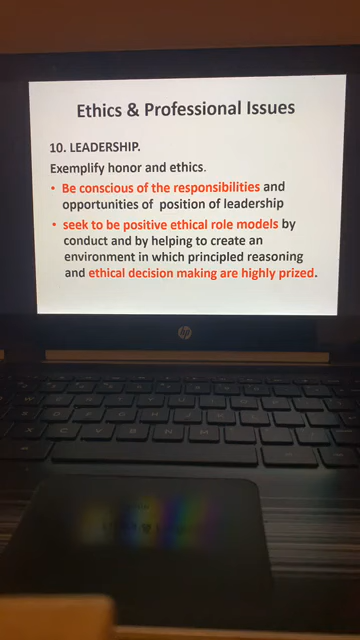 Ethics & Professional Issues
10. LEADERSHIP.
Exemplify honor and ethics.
• Be conscious of the responsibilities and
opportunities of position of leadership
• seek to be positive ethical role models by
conduct and by helping to create an
environment in which principled reasoning
and ethical decision making are highly prized.
hp